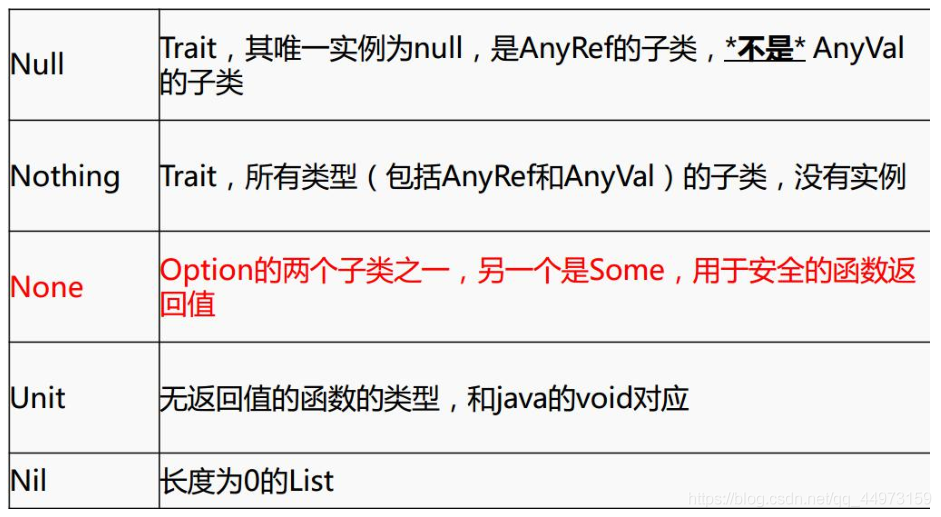 Null
Trait，其唯一实例为null，是AnyRef的子类，*不是* AnyVal
的子类
Nothing
Trait，所有类型（包括AnyRef和AnyVal）的子类，没有实例
None
Option的两个子类之一，另一个是Some，用于安全的函数返
回值
Unit
无返回值的函数的类型，和java的void对应
Nil
长度为0的List
https://blog.csdn.net/qq_44973159